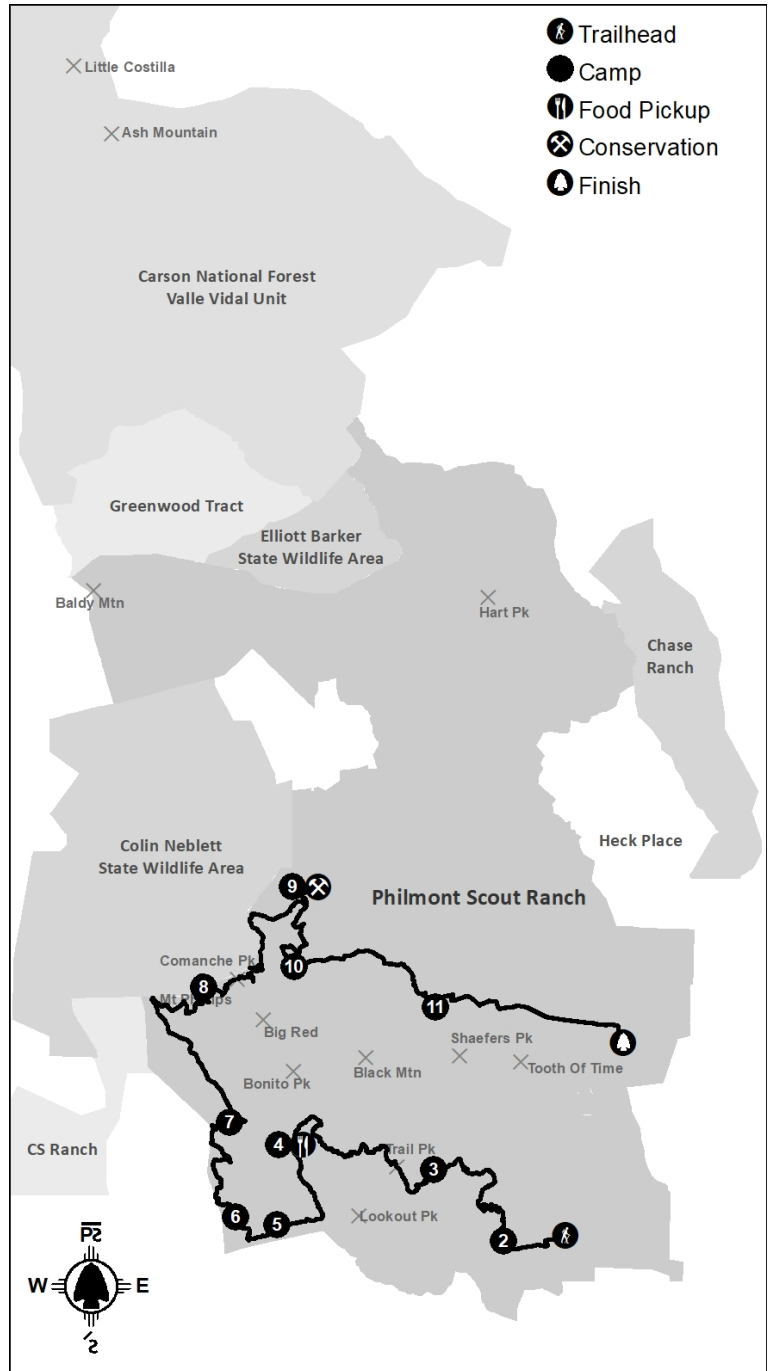 Trailhead
Camp
Food Pickup
Conservation
Finish
Little Costilla
Ash Mountain
Carson National Forest
Valle Vidal Unit
Greenwood Tract
Elliott Barker
State Wildlife Area
Baldy Mtn
Hart Pk
Chase
Ranch
Heck Place
Colin Neblett
State Wildlife Area
9
Philmont Scout Ranch
Comanche Pk
10
8
Mt Phillips
11
Big Red
Shaefers Pk
Black Mtn
Tooth Of Time
Bonito Pk
7
4
CS Ranch
Trail Pk
3
6
5
Lookout Pk
2
W
E